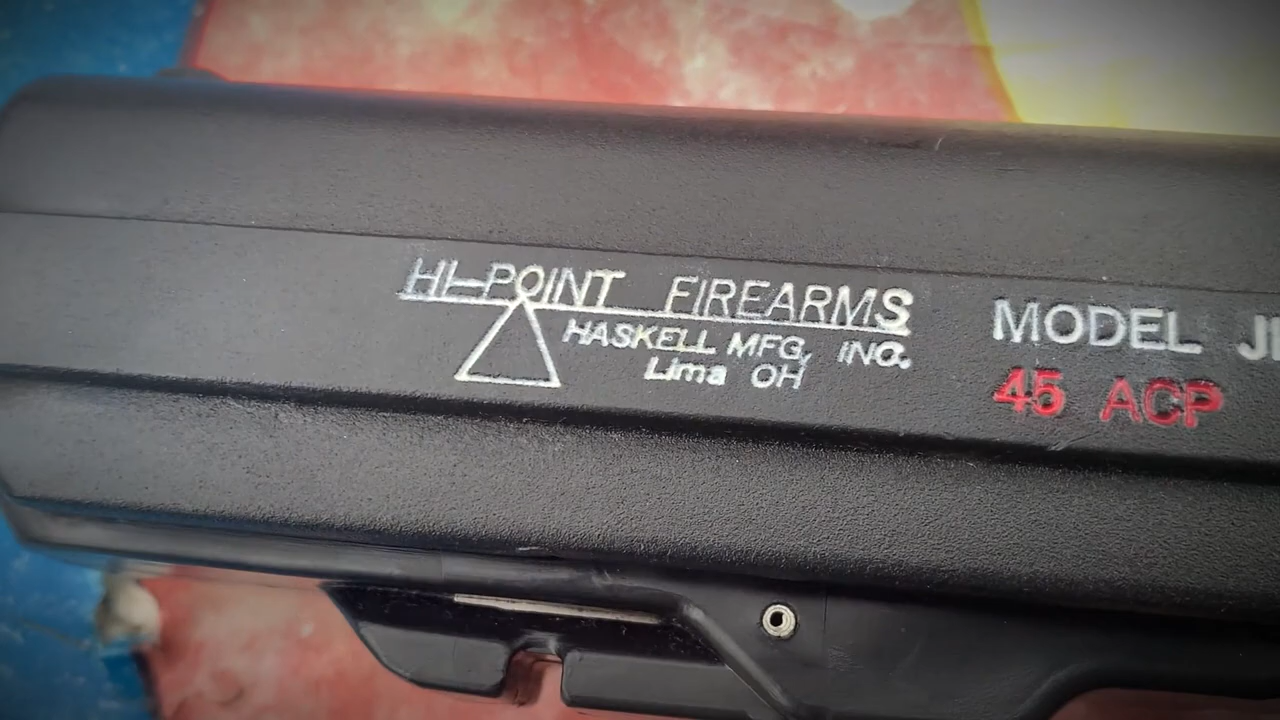 HI-POINT FIREARMS
HASKELL MFG, INC.
Lima OH
MODEL
45 ACP